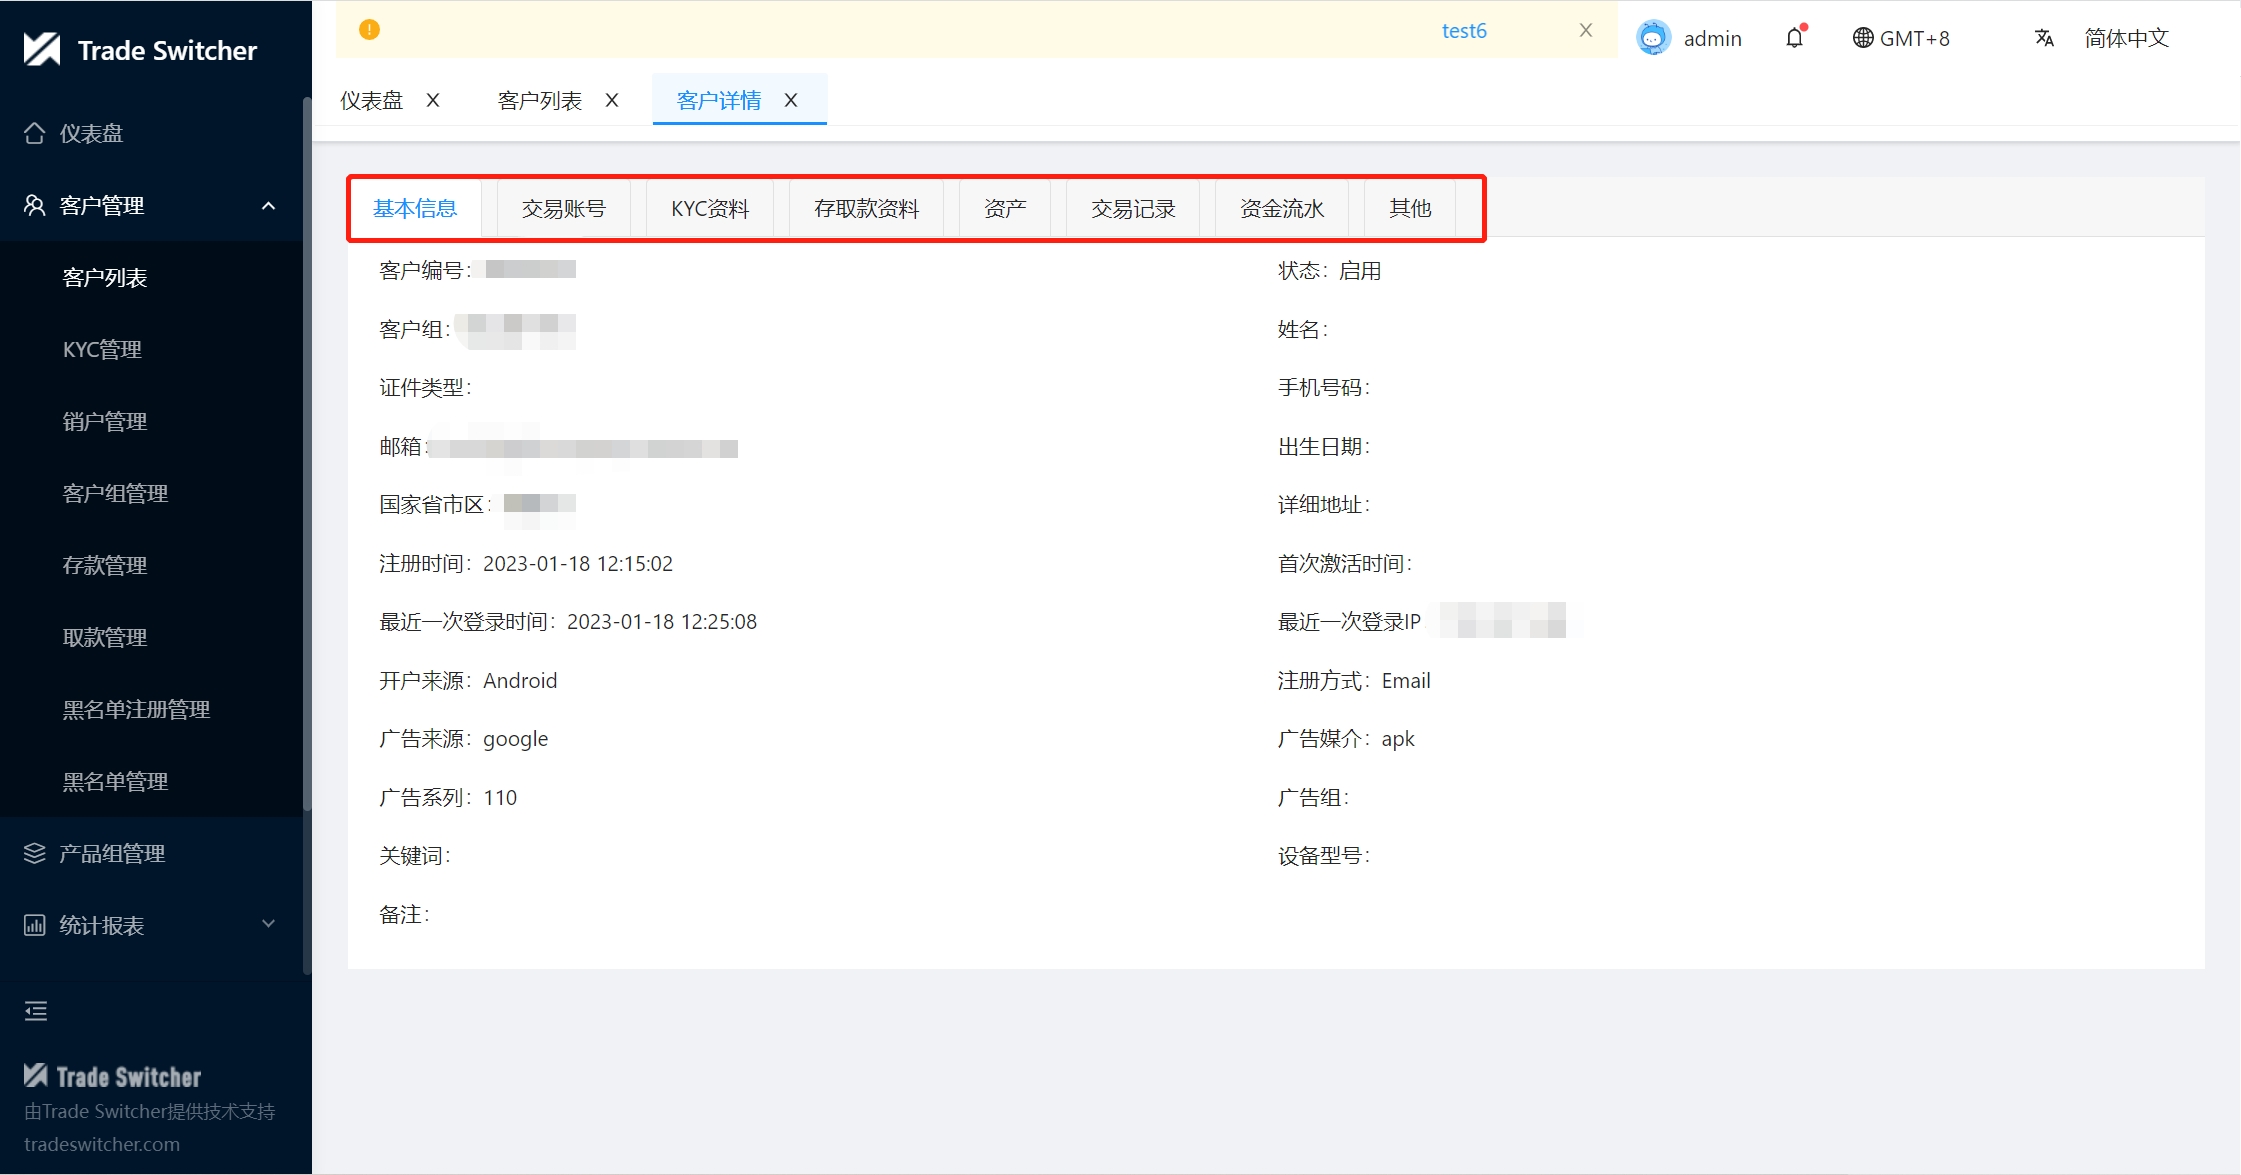 Trade Switcher
仪表盘
客户管理
客户列表
KYC管理
销户管理
客户组管理
存款管理
取款管理
黑名单注册管理
黑名单管理
产品组管理
统计报表
Trade Switcher
由Trade Switcher提供技术支持
tradeswitcher.com
test6 X
admin GMT+8 简体中文
仪表盘 X 客户列表 X 客户详情 X
基本信息 交易账号 KYC资料 存取款资料 资产 交易记录 资金流水 其他
客户编号: 状态: 启用
客户组: 姓名:
证件类型: 手机号码:
邮箱: 出生日期:
国家省市区: 详细地址:
注册时间: 2023-01-18 12:15:02 首次激活时间:
最近一次登录时间: 2023-01-18 12:25:08 最近一次登录IP
开户来源: Android 注册方式: Email
广告来源: google 广告媒介: apk
广告系列: 110 广告组:
关键词: 设备型号:
备注: